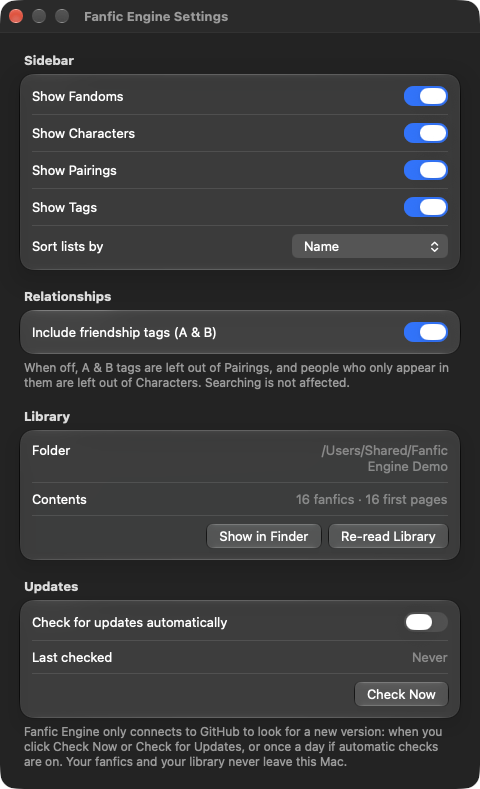 Fanfic Engine Settings
Sidebar
Show Fandoms
Show Characters
Show Pairings
Show Tags
Sort lists by
Name
Relationships
Include friendship tags (A & B)
When off, A & B tags are left out of Pairings, and people who only appear in
them are left out of Characters. Searching is not affected.
Library
Folder
/Users/Shared/Fanfic
Engine Demo
Contents
16 fanfics · 16 first pages
Show in Finder
Re-read Library
Updates
Check for updates automatically
Last checked
Never
Check Now
Fanfic Engine only connects to GitHub to look for a new version: when you
click Check Now or Check for Updates, or once a day if automatic checks
are on. Your fanfics and your library never leave this Mac.